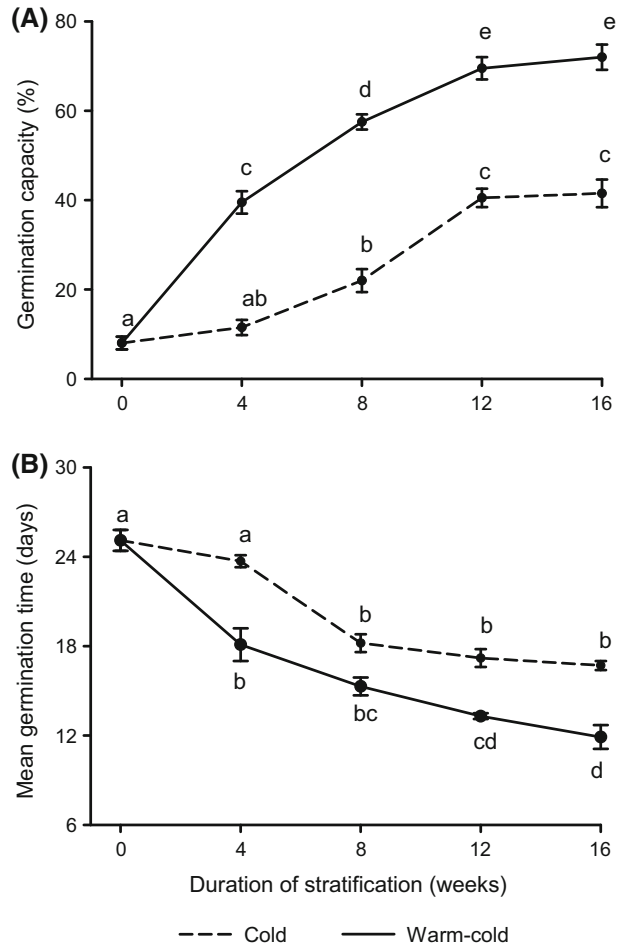 (A)
Germination capacity (%)
80
60
40
20
0
a
c
d
e
e
ab
b
c
c
0 4 8 12 16
(B)
Mean germination time (days)
30
24
18
12
6
a
a
b
b
b
b
bc
cd
d
0 4 8 12 16
Duration of stratification (weeks)
Cold Warm-cold